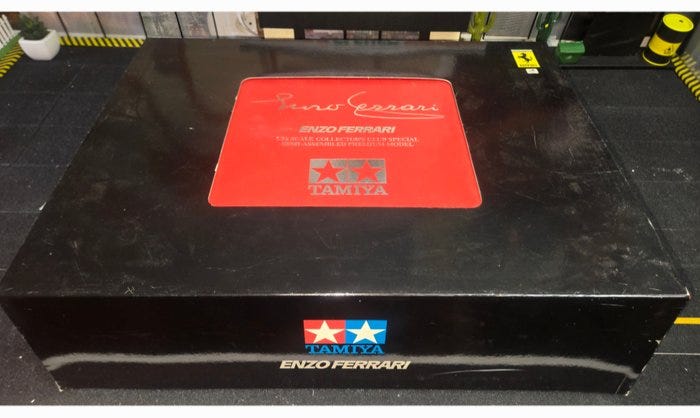 Enzo Ferrari
ENZO FERRARI
1/12 SCALE COLLECTOR'S CLUB SPECIAL
SEMI-ASSEMBLED PREMIUM MODEL
TAMIYA
TAMIYA
ENZO FERRARI